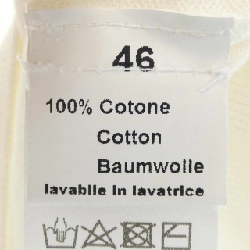 46
100% Cotone
Cotton
Baumwolle
lavabile in lavatrice